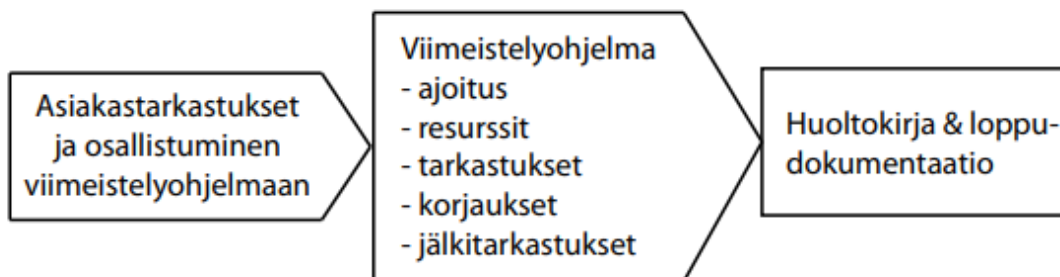 Asiakastarkastukset
ja osallistuminen
viimeistelyohjelmaan
Viimeistelyohjelma
- ajoitus
- resurssit
- tarkastukset
- korjaukset
- jälkitarkastukset
Huoltokirja & loppu-
dokumentaatio